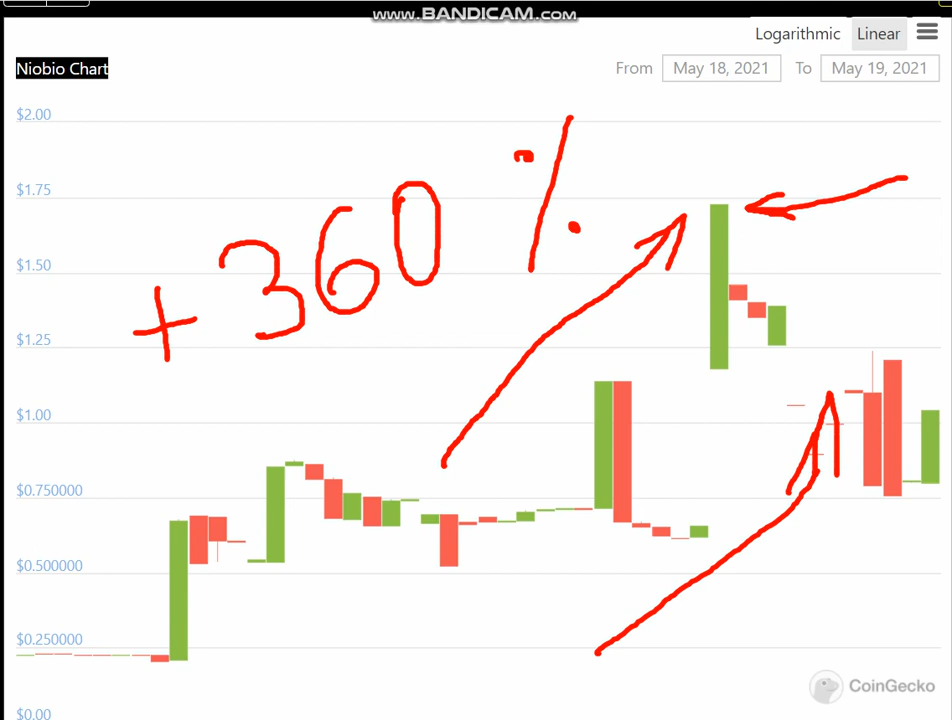 www.BANDICAM.com
Logarithmic Linear
Niobio Chart
From May 18, 2021 To May 19, 2021
$2.00
$1.75
$1.50
$1.25
$1.00
$0.750000
$0.500000
$0.250000
$0.00
+360%
CoinGecko